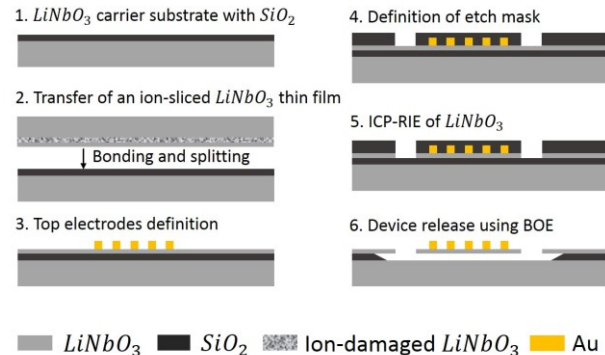 1. LiNbO₃ carrier substrate with SiO₂
2. Transfer of an ion-sliced LiNbO₃ thin film
Bonding and splitting
3. Top electrodes definition
4. Definition of etch mask
5. ICP-RIE of LiNbO₃
6. Device release using BOE
LiNbO₃ SiO₂ Ion-damaged LiNbO₃ Au